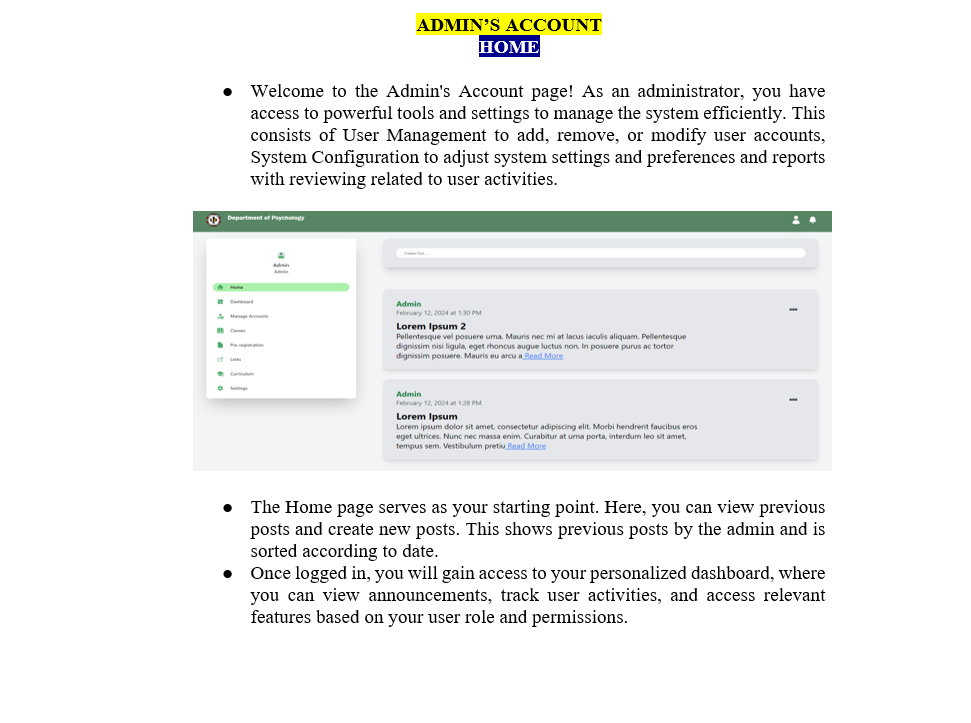 ADMIN’S ACCOUNT
HOME
● Welcome to the Admin's Account page! As an administrator, you have
access to powerful tools and settings to manage the system efficiently. This
consists of User Management to add, remove, or modify user accounts,
System Configuration to adjust system settings and preferences and reports
with reviewing related to user activities.
Department of Psychology
Admin
Admin
Home
Dashboard
Manage Accounts
Classes
Pre-registration
Links
Curriculum
Settings
Create Post ...
Admin
February 12, 2024 at 1:30 PM
Lorem Ipsum 2
Pellentesque vel posuere urna. Mauris nec mi at lacus iaculis aliquam. Pellentesque
dignissim nisi ligula, eget rhoncus augue luctus non. In posuere purus ac tortor
dignissim posuere. Mauris eu arcu a Read More
Admin
February 12, 2024 at 1:28 PM
Lorem Ipsum
Lorem ipsum dolor sit amet, consectetur adipiscing elit. Morbi hendrerit faucibus eros
eget ultrices. Nunc nec massa enim. Curabitur at urna porta, interdum leo sit amet,
tempus sem. Vestibulum pretiu Read More
● The Home page serves as your starting point. Here, you can view previous
posts and create new posts. This shows previous posts by the admin and is
sorted according to date.
● Once logged in, you will gain access to your personalized dashboard, where
you can view announcements, track user activities, and access relevant
features based on your user role and permissions.